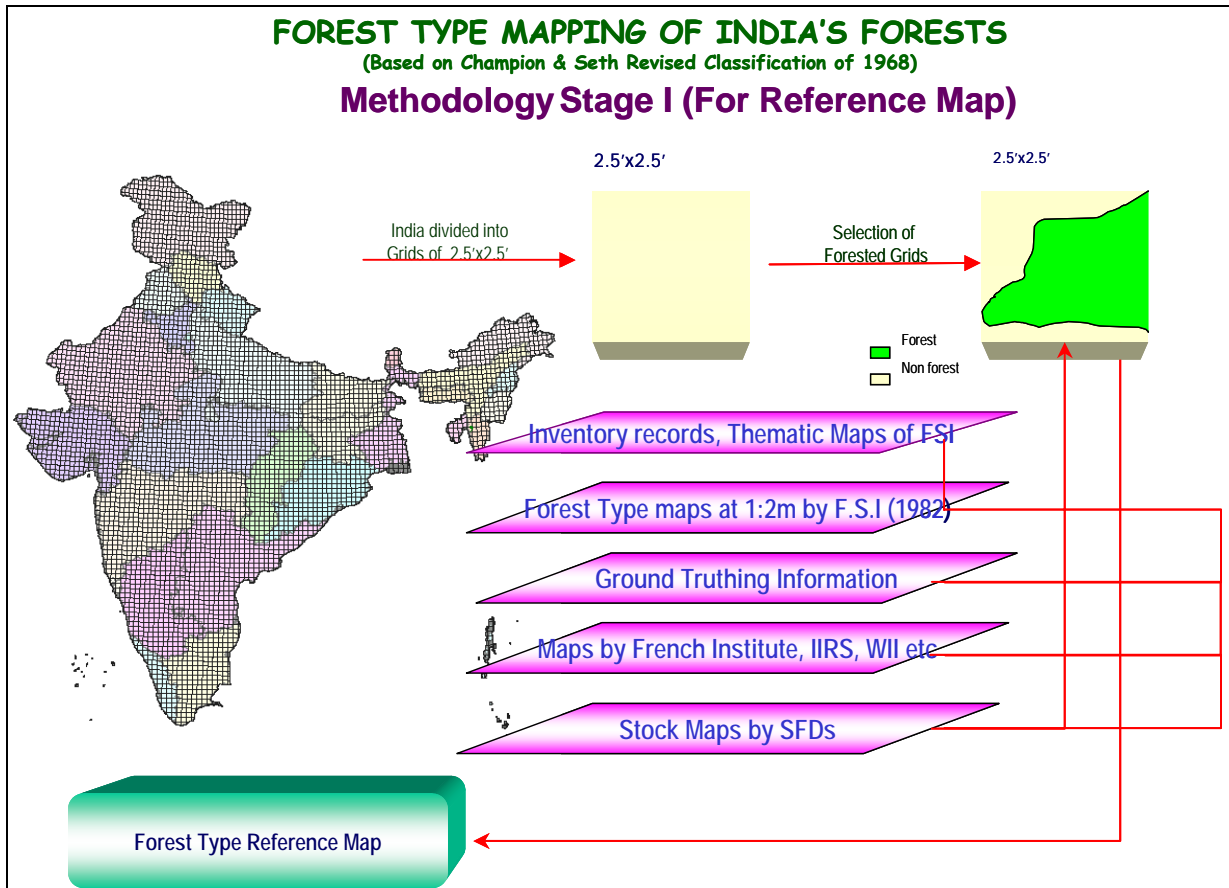 FOREST TYPE MAPPING OF INDIA'S FORESTS
(Based on Champion & Seth Revised Classification of 1968)
Methodology Stage I (For Reference Map)
2.5'x2.5'
2.5'x2.5'
India divided into
Grids of 2.5'x2.5'
Selection of
Forested Grids
Forest
Non forest
Inventory records, Thematic Maps of FSI
Forest Type maps at 1:2m by F.S.I (1982)
Ground Truthing Information
Maps by French Institute, IIRS, WII etc
Stock Maps by SFDs
Forest Type Reference Map